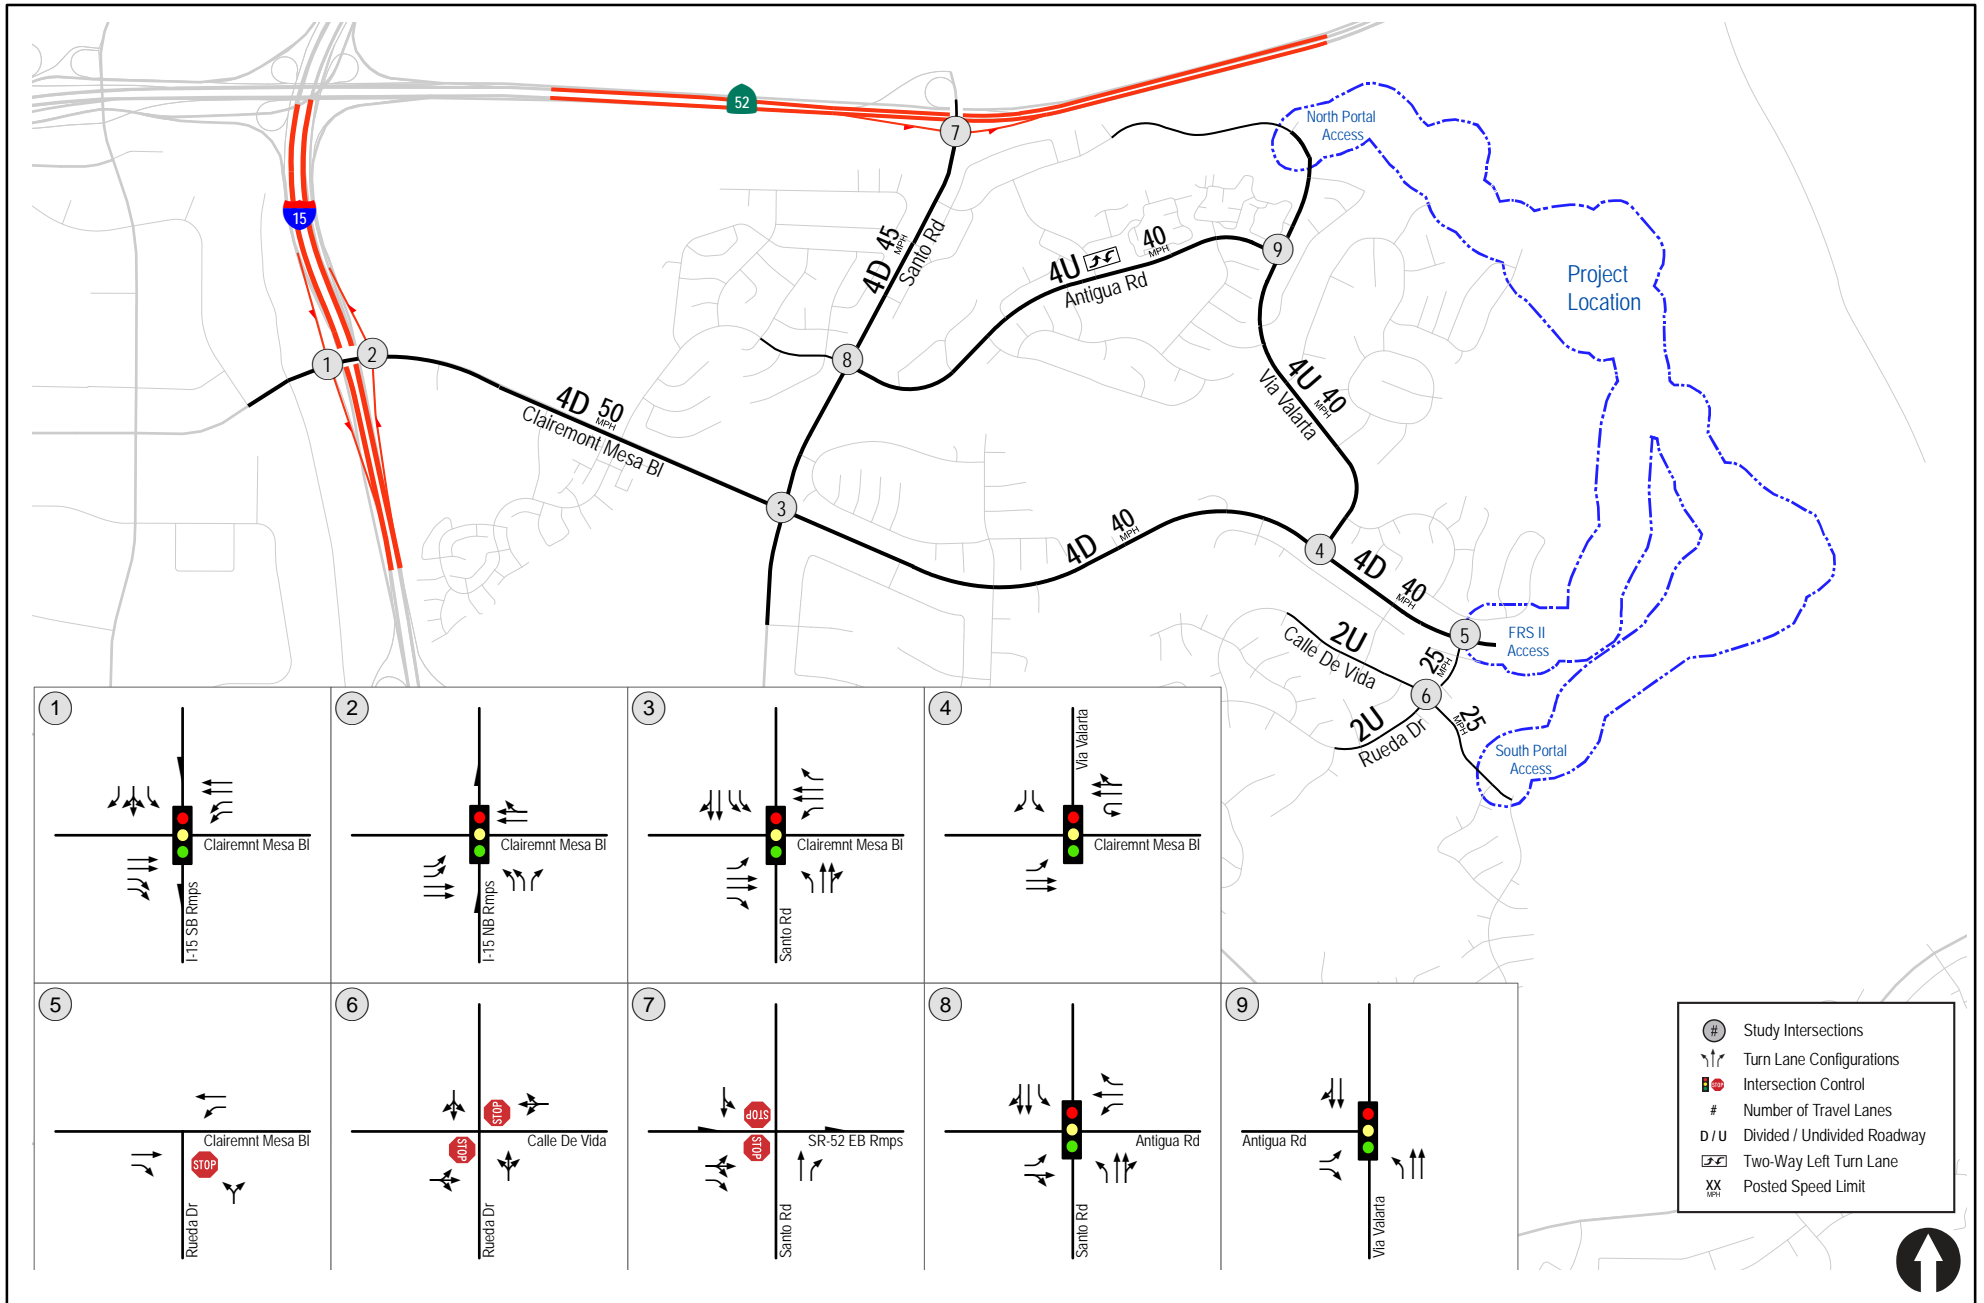 52
North Portal
Access
7
15
45
MPH
4D
Santo Rd
40
MPH
4U
Antigua Rd
9
Project
Location
1
2
8
4U
40
MPH
Via Valarta
4D
50
MPH
Clairemont Mesa Bl
3
4D
40
MPH
4
4D
40
MPH
5
FRS II
Access
2U
Calle De Vida
25
MPH
6
2U
Rueda Dr
25
MPH
South Portal
Access
1
Clairemnt Mesa Bl
I-15 SB Rmps
2
Clairemnt Mesa Bl
I-15 NB Rmps
3
Clairemnt Mesa Bl
Santo Rd
4
Via Valarta
Clairemnt Mesa Bl
5
Clairemnt Mesa Bl
STOP
Rueda Dr
6
STOP
Calle De Vida
STOP
Rueda Dr
7
STOP
SR-52 EB Rmps
STOP
Santo Rd
8
Antigua Rd
Santo Rd
9
Antigua Rd
Via Valarta
# Study Intersections
Turn Lane Configurations
STOP Intersection Control
# Number of Travel Lanes
D / U Divided / Undivided Roadway
Two-Way Left Turn Lane
XX MPH Posted Speed Limit